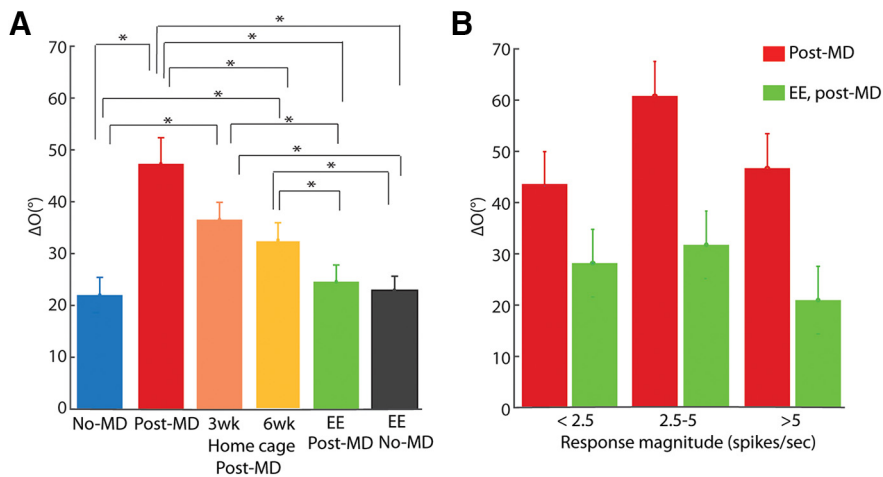 A
70
60
50
40
30
20
10
0
ΔO(°)
*
*
*
*
*
*
*
*
*
No-MD Post-MD 3wk 6wk EE EE
Home cage Post-MD No-MD
Post-MD
B
70
60
50
40
30
20
10
0
ΔO(°)
Post-MD
EE, post-MD
< 2.5 2.5-5 >5
Response magnitude (spikes/sec)